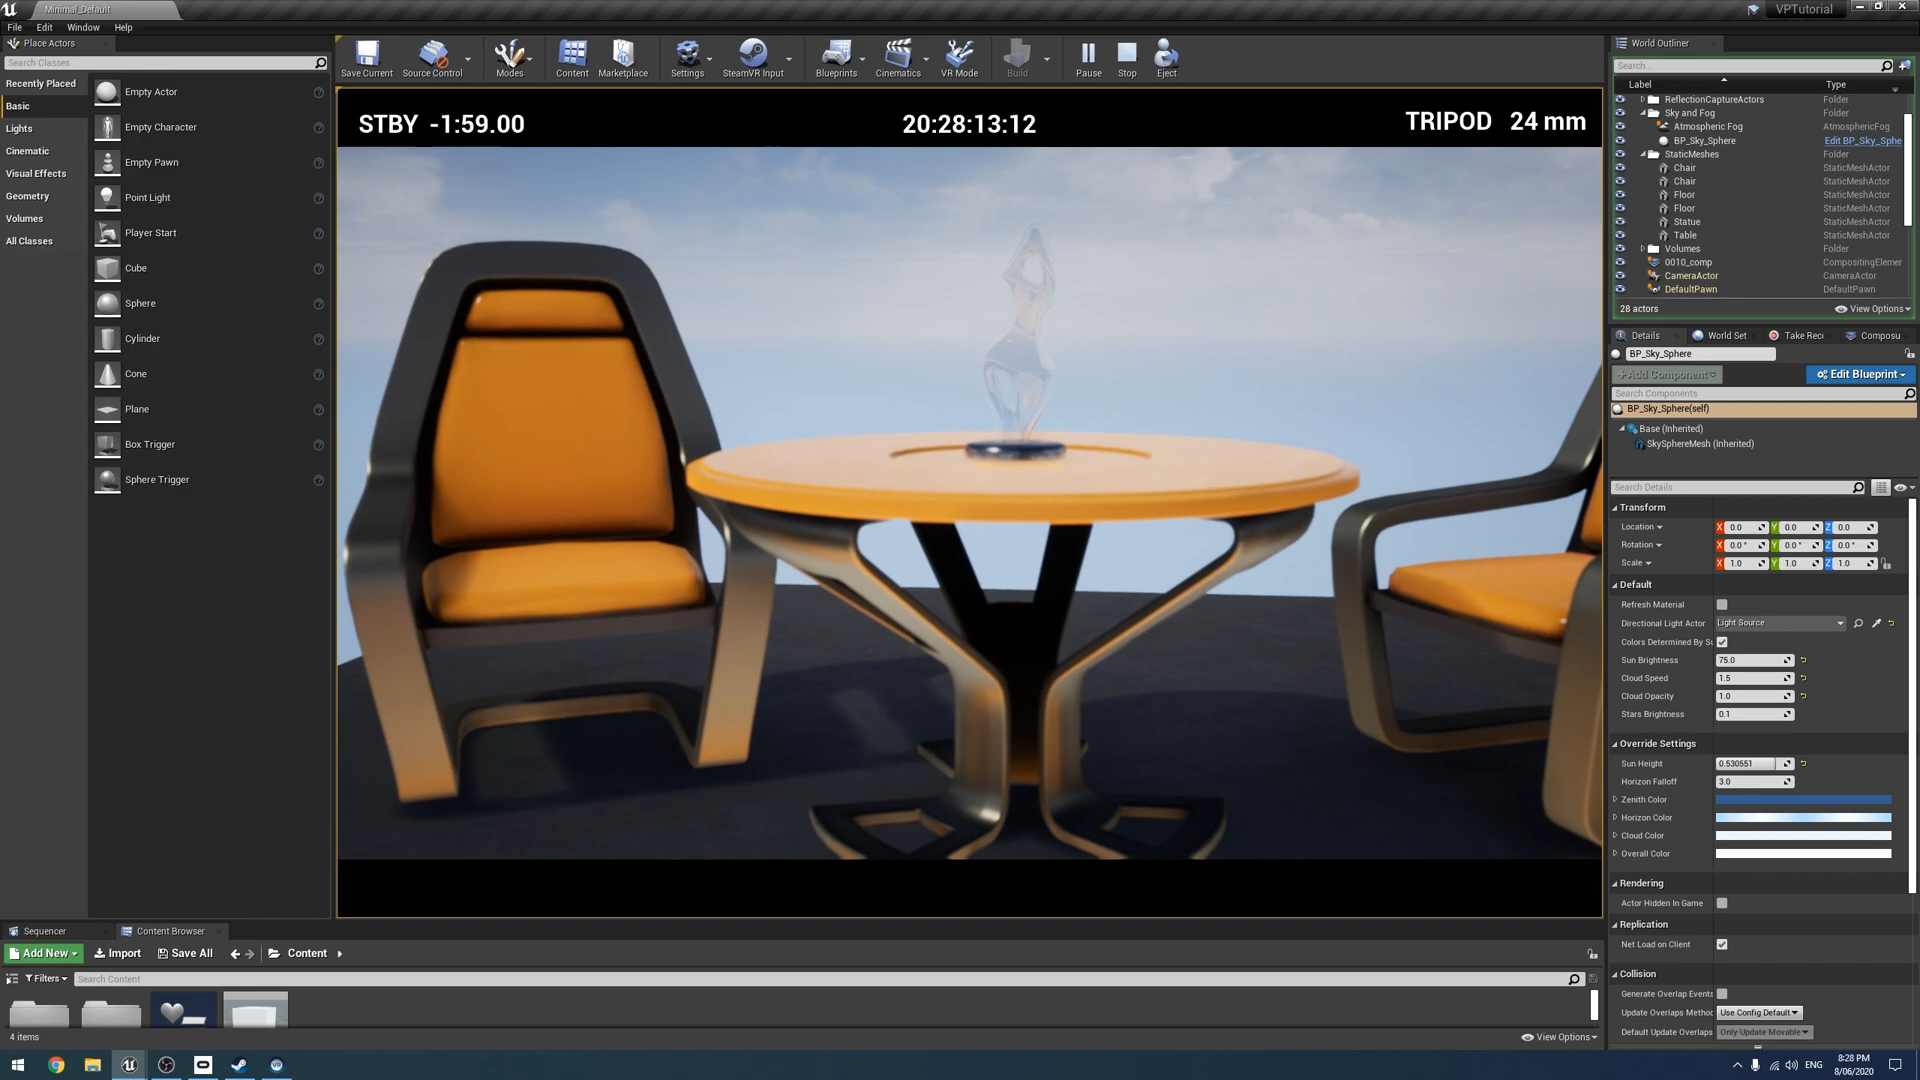 Minimal_Default
VPTutorial
File Edit Window Help
Place Actors
Search Classes
Recently Placed
Basic
Lights
Cinematic
Visual Effects
Geometry
Volumes
All Classes
Empty Actor
Empty Character
Empty Pawn
Point Light
Player Start
Cube
Sphere
Cylinder
Cone
Plane
Box Trigger
Sphere Trigger
Save Current Source Control Modes Content Marketplace Settings SteamVR Input Blueprints Cinematics VR Mode Build Pause Stop Eject
STBY -1:59.00 20:28:13:12 TRIPOD 24 mm
World Outliner
Search...
Label Type
ReflectionCaptureActors Folder
Sky and Fog Folder
Atmospheric Fog AtmosphericFog
BP_Sky_Sphere Edit BP_Sky_Sphe
StaticMeshes Folder
Chair StaticMeshActor
Chair StaticMeshActor
Floor StaticMeshActor
Floor StaticMeshActor
Statue StaticMeshActor
Table StaticMeshActor
Volumes Folder
0010_comp CompositingElemer
CameraActor CameraActor
DefaultPawn DefaultPawn
28 actors View Options
Details World Set Take Rec Composu
BP_Sky_Sphere
+Add Component Edit Blueprint
Search Components
BP_Sky_Sphere(self)
Base (Inherited)
SkySphereMesh (Inherited)
Search Details
Transform
Location X 0.0 Y 0.0 Z 0.0
Rotation X 0.0 ° Y 0.0 ° Z 0.0 °
Scale X 1.0 Y 1.0 Z 1.0
Default
Refresh Material
Directional Light Actor Light Source
Colors Determined By Su
Sun Brightness 75.0
Cloud Speed 1.5
Cloud Opacity 1.0
Stars Brightness 0.1
Override Settings
Sun Height 0.530551
Horizon Falloff 3.0
Zenith Color
Horizon Color
Cloud Color
Overall Color
Rendering
Actor Hidden In Game
Replication
Net Load on Client
Collision
Generate Overlap Events
Update Overlaps Method Use Config Default
Default Update Overlaps Only Update Movable
Sequencer Content Browser
Add New Import Save All Content
Filters Search Content
4 items View Options
ENG 8:28 PM
8/06/2020